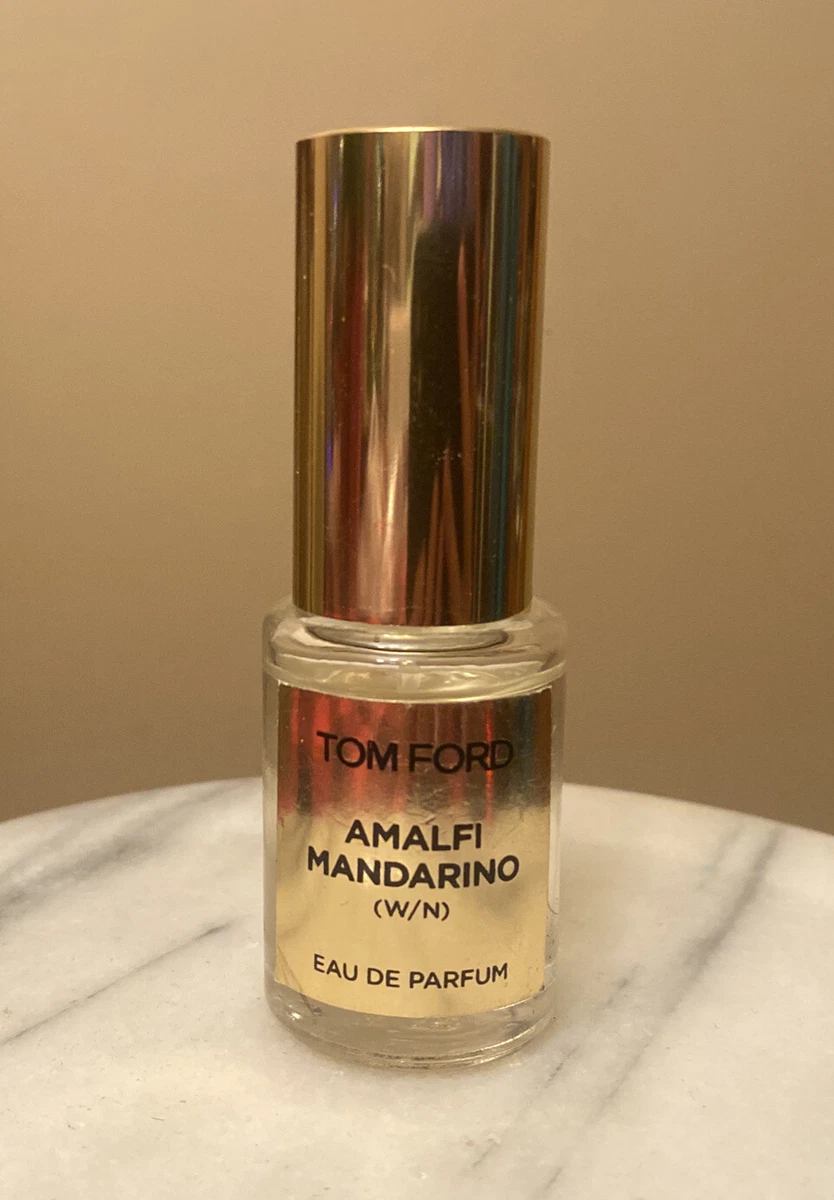 TOM FORD
AMALFI
MANDARINO
(W/N)
EAU DE PARFUM